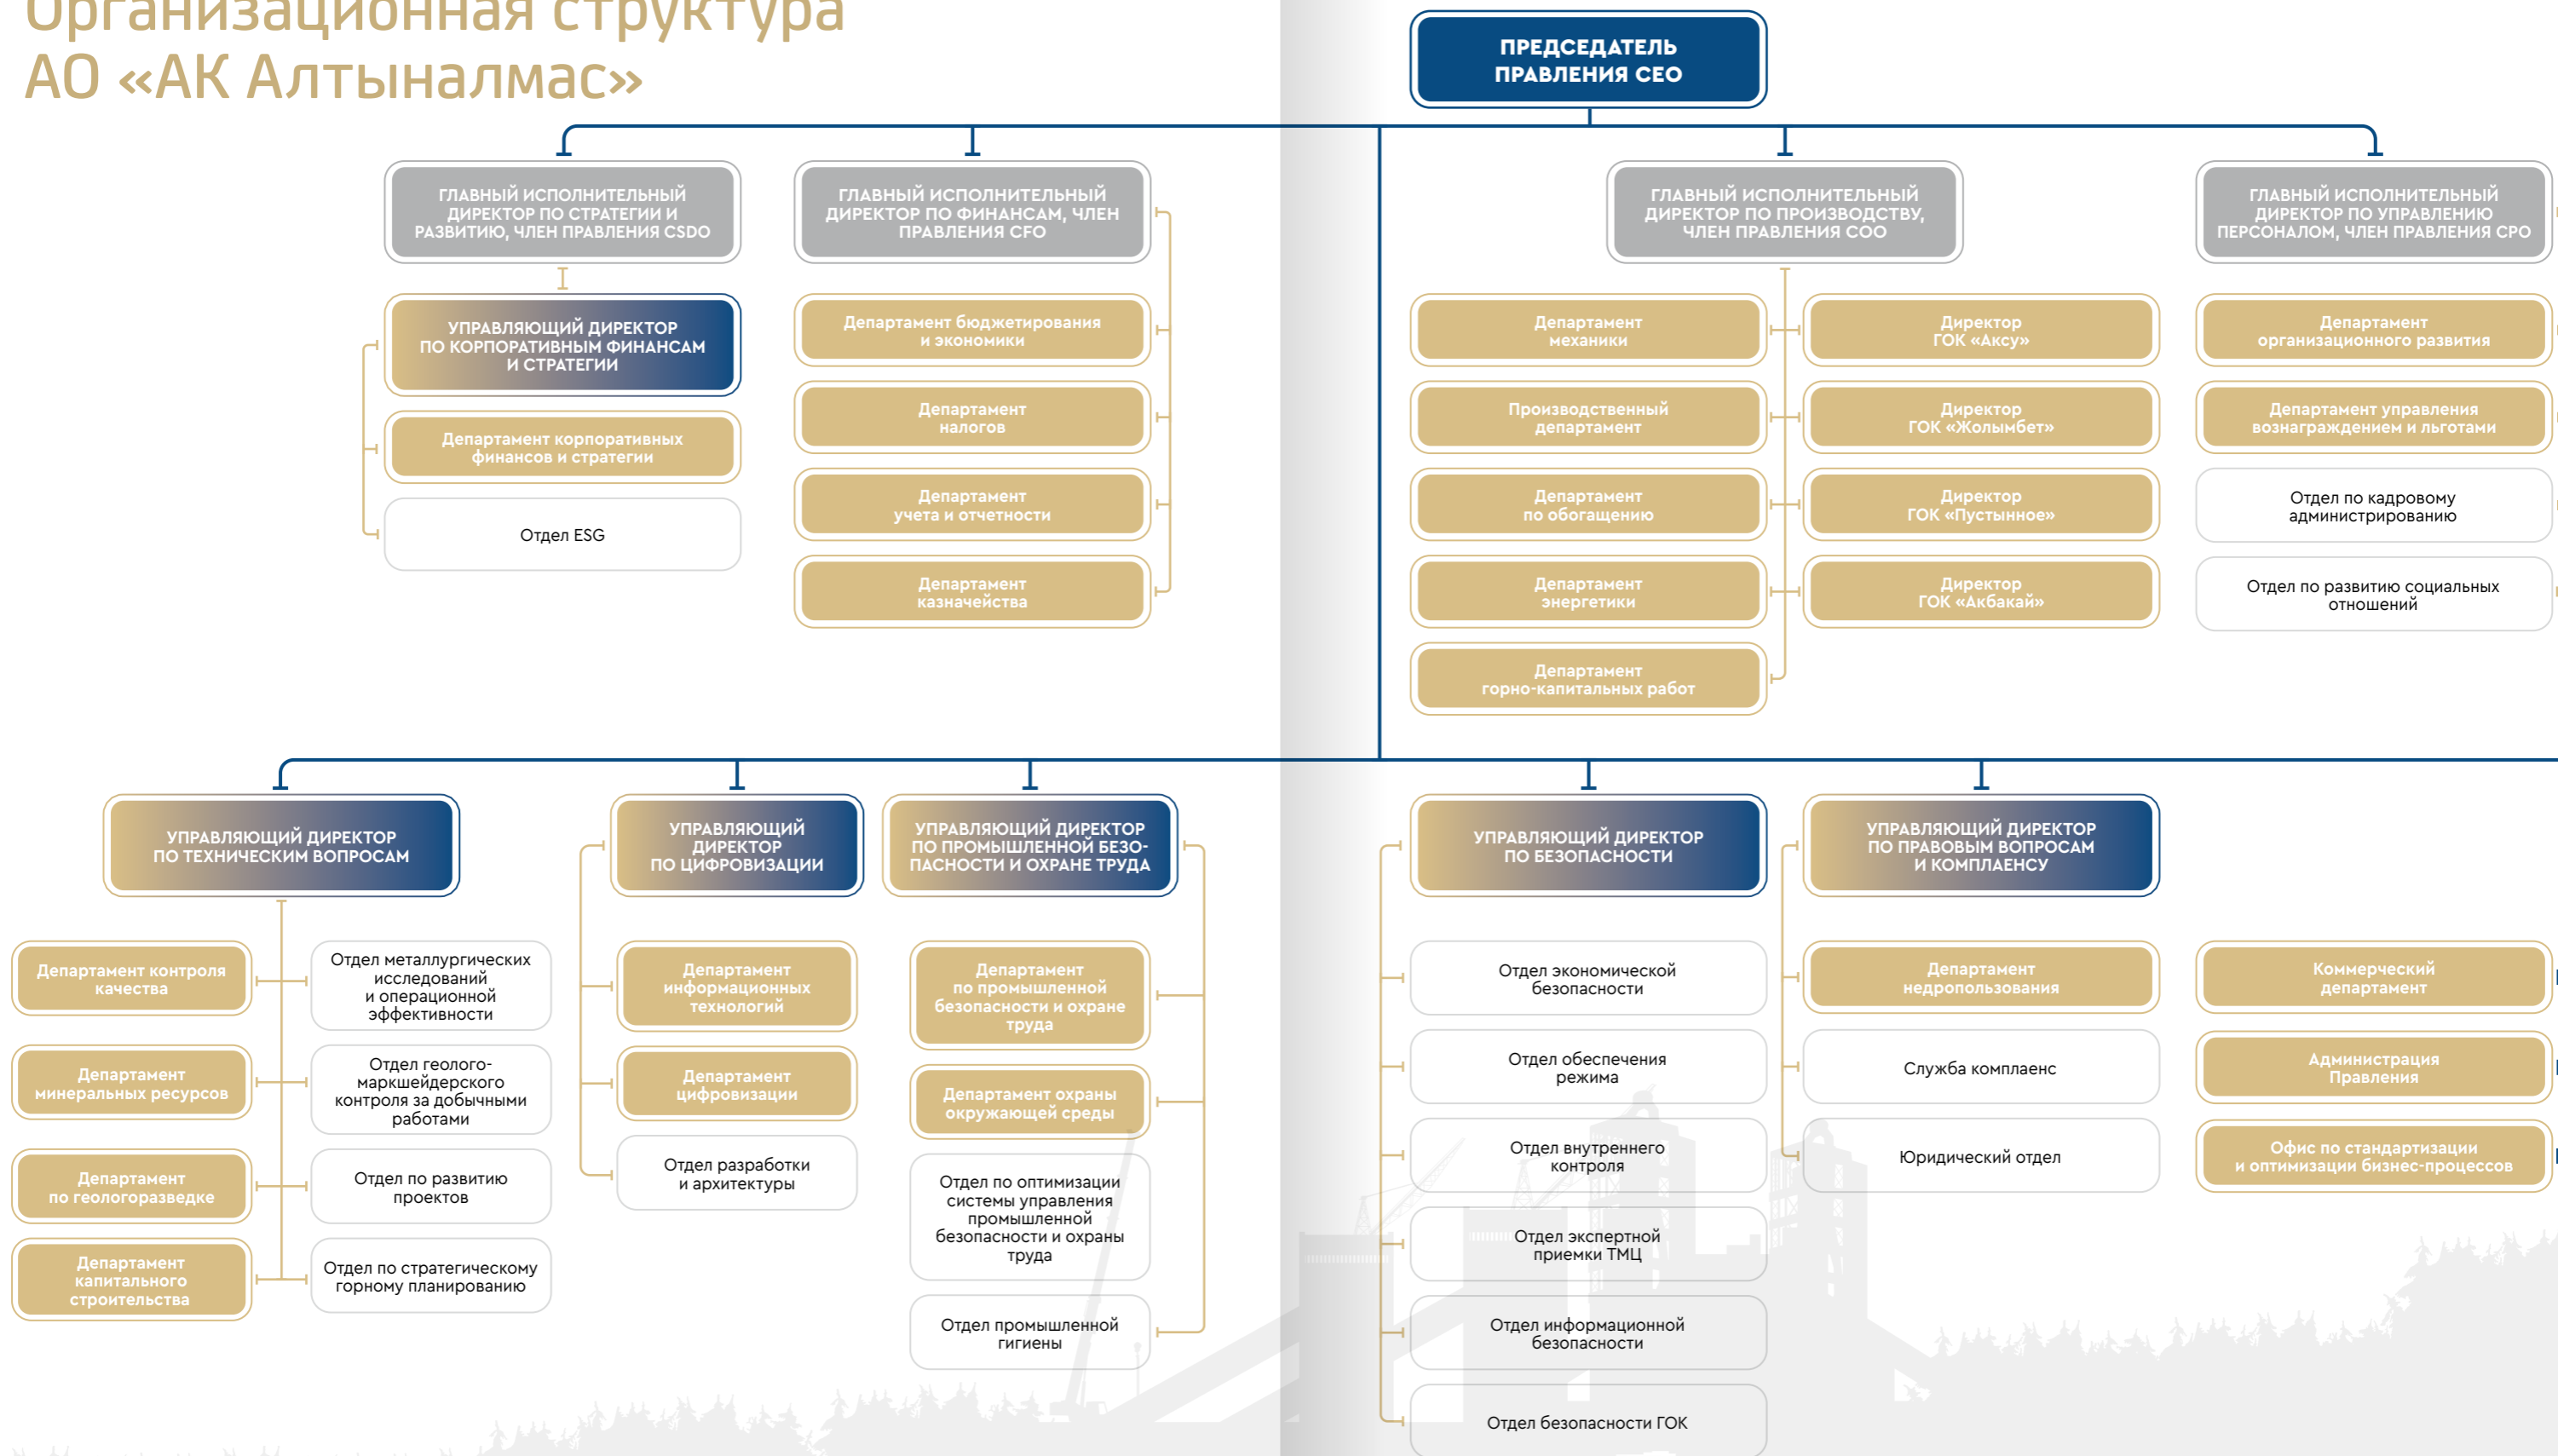 Организационная структура
АО «АК Алтыналмас»
ПРЕДСЕДАТЕЛЬ
ПРАВЛЕНИЯ CEO
ГЛАВНЫЙ ИСПОЛНИТЕЛЬНЫЙ
ДИРЕКТОР ПО СТРАТЕГИИ И
РАЗВИТИЮ, ЧЛЕН ПРАВЛЕНИЯ CSDO
УПРАВЛЯЮЩИЙ ДИРЕКТОР
ПО КОРПОРАТИВНЫМ ФИНАНСАМ
И СТРАТЕГИИ
Департамент корпоративных
финансов и стратегии
Отдел ESG
ГЛАВНЫЙ ИСПОЛНИТЕЛЬНЫЙ
ДИРЕКТОР ПО ФИНАНСАМ, ЧЛЕН
ПРАВЛЕНИЯ CFO
Департамент бюджетирования
и экономики
Департамент
налогов
Департамент
учета и отчетности
Департамент
казначейства
ГЛАВНЫЙ ИСПОЛНИТЕЛЬНЫЙ
ДИРЕКТОР ПО ПРОИЗВОДСТВУ,
ЧЛЕН ПРАВЛЕНИЯ COO
Департамент
механики
Производственный
департамент
Департамент
по обогащению
Департамент
энергетики
Департамент
горно-капитальных работ
Директор
ГОК «Аксу»
Директор
ГОК «Жолымбет»
Директор
ГОК «Пустынное»
Директор
ГОК «Акбакай»
ГЛАВНЫЙ ИСПОЛНИТЕЛЬНЫЙ
ДИРЕКТОР ПО УПРАВЛЕНИЮ
ПЕРСОНАЛОМ, ЧЛЕН ПРАВЛЕНИЯ CPO
Департамент
организационного развития
Департамент управления
вознаграждением и льготами
Отдел по кадровому
администрированию
Отдел по развитию социальных
отношений
УПРАВЛЯЮЩИЙ ДИРЕКТОР
ПО ТЕХНИЧЕСКИМ ВОПРОСАМ
Департамент контроля
качества
Департамент
минеральных ресурсов
Департамент
по геологоразведке
Департамент
капитального
строительства
Отдел металлургических
исследований
и операционной
эффективности
Отдел геолого-
маркшейдерского
контроля за добычными
работами
Отдел по развитию
проектов
Отдел по стратегическому
горному планированию
УПРАВЛЯЮЩИЙ
ДИРЕКТОР
ПО ЦИФРОВИЗАЦИИ
Департамент
информационных
технологий
Департамент
цифровизации
Отдел разработки
и архитектуры
УПРАВЛЯЮЩИЙ ДИРЕКТОР
ПО ПРОМЫШЛЕННОЙ БЕЗО-
ПАСНОСТИ И ОХРАНЕ ТРУДА
Департамент
по промышленной
безопасности и охране
труда
Департамент охраны
окружающей среды
Отдел по оптимизации
системы управления
промышленной
безопасности и охраны
труда
Отдел промышленной
гигиены
УПРАВЛЯЮЩИЙ ДИРЕКТОР
ПО БЕЗОПАСНОСТИ
Отдел экономической
безопасности
Отдел обеспечения
режима
Отдел внутреннего
контроля
Отдел экспертной
приемки ТМЦ
Отдел информационной
безопасности
Отдел безопасности ГОК
УПРАВЛЯЮЩИЙ ДИРЕКТОР
ПО ПРАВОВЫМ ВОПРОСАМ
И КОМПЛАЕНСУ
Департамент
недропользования
Служба комплаенс
Юридический отдел
Коммерческий
департамент
Администрация
Правления
Офис по стандартизации
и оптимизации бизнес-процессов